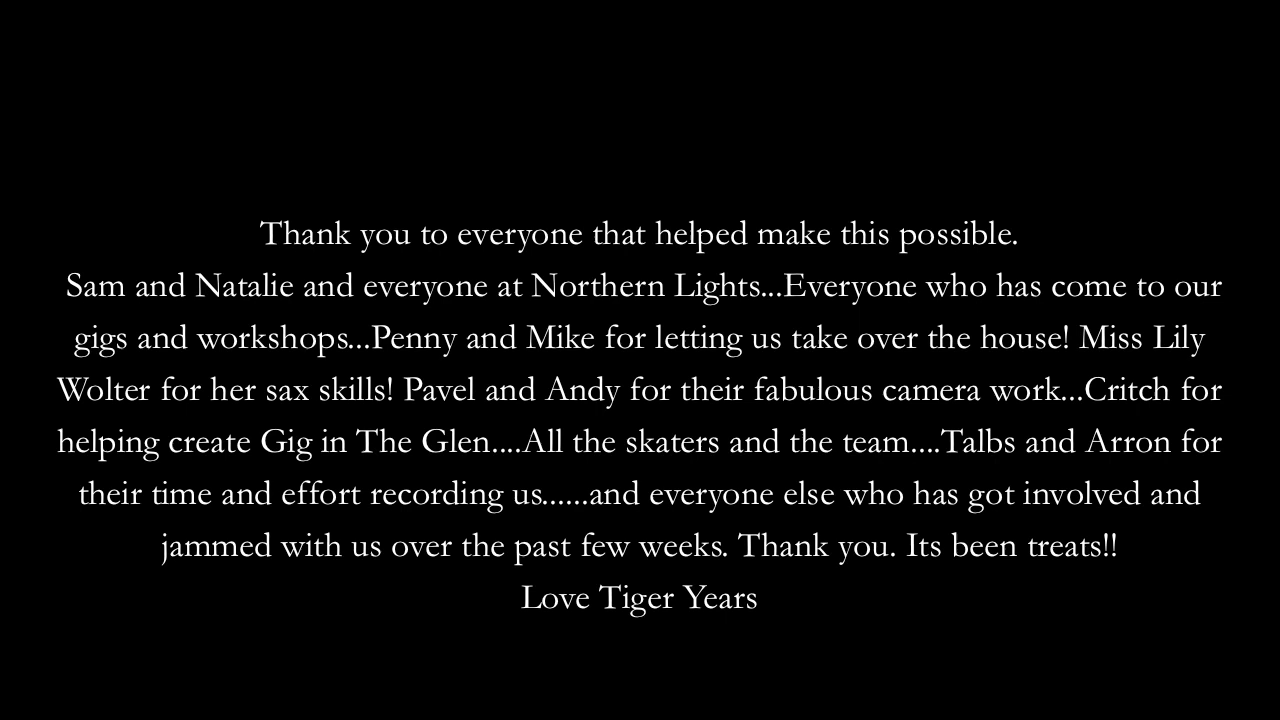 Thank you to everyone that helped make this possible.
Sam and Natalie and everyone at Northern Lights...Everyone who has come to our
gigs and workshops...Penny and Mike for letting us take over the house! Miss Lily
Wolter for her sax skills! Pavel and Andy for their fabulous camera work...Critch for
helping create Gig in The Glen....All the skaters and the team....Talbs and Arron for
their time and effort recording us......and everyone else who has got involved and
jammed with us over the past few weeks. Thank you. Its been treats!!
Love Tiger Years